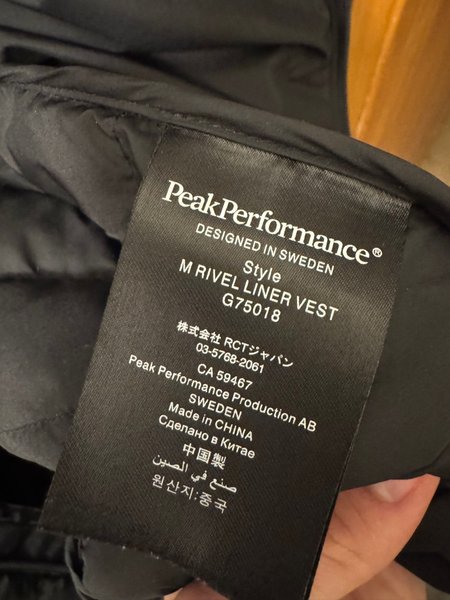 PeakPerformance®
DESIGNED IN SWEDEN
Style
M RIVEL LINER VEST
G75018
株式会社 RCTジャパン
03-5768-2061
CA 59467
Peak Performance Production AB
SWEDEN
Made in CHINA
Сделано в Китае
中国製
صنع في الصين
원산지:중국